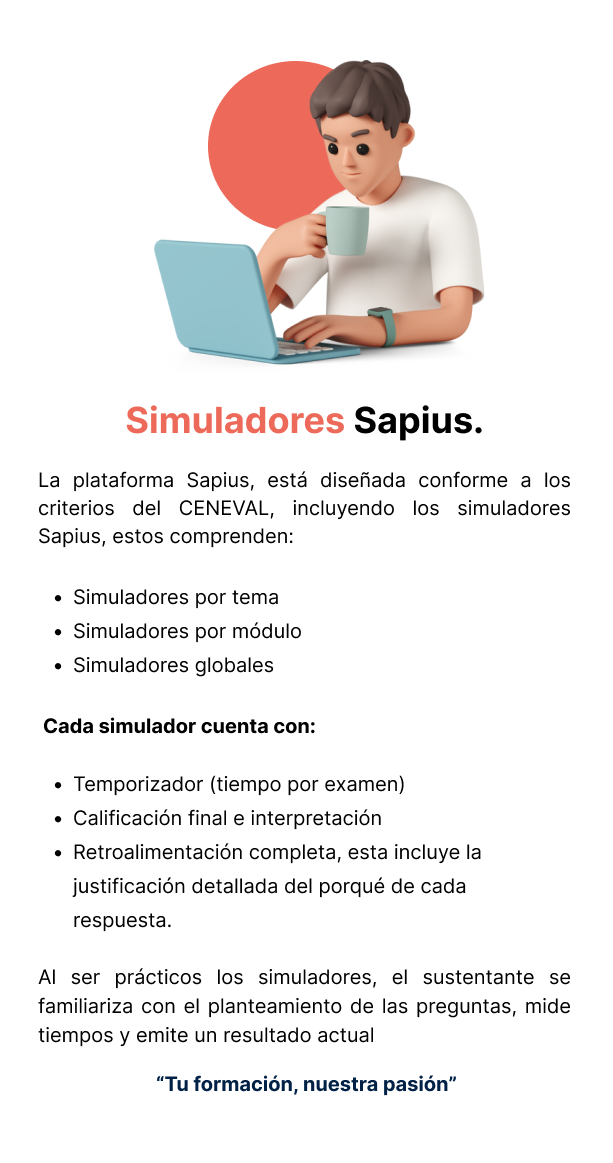 Simuladores Sapius.
La plataforma Sapius, está diseñada conforme a los
criterios del CENEVAL, incluyendo los simuladores
Sapius, estos comprenden:
• Simuladores por tema
• Simuladores por módulo
• Simuladores globales
Cada simulador cuenta con:
• Temporizador (tiempo por examen)
• Calificación final e interpretación
• Retroalimentación completa, esta incluye la
justificación detallada del porqué de cada
respuesta.
Al ser prácticos los simuladores, el sustentante se
familiariza con el planteamiento de las preguntas, mide
tiempos y emite un resultado actual
“Tu formación, nuestra pasión”